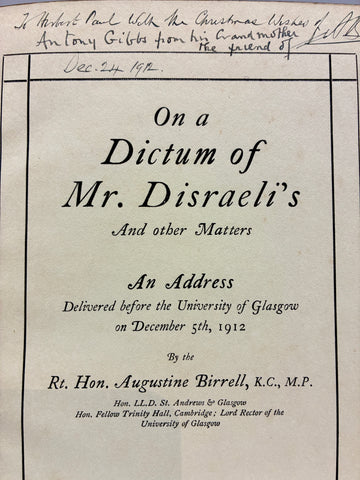 To Herbert Paul With the Christmas Wishes of
Antony Gibbs from his Grandmother
the friend of
Dec. 24 1912.
On a
Dictum of
Mr. Disraeli's
And other Matters
An Address
Delivered before the University of Glasgow
on December 5th, 1912
By the
Rt. Hon. Augustine Birrell, K.C., M.P.
Hon. LL.D. St. Andrews & Glasgow
Hon. Fellow Trinity Hall, Cambridge; Lord Rector of the
University of Glasgow